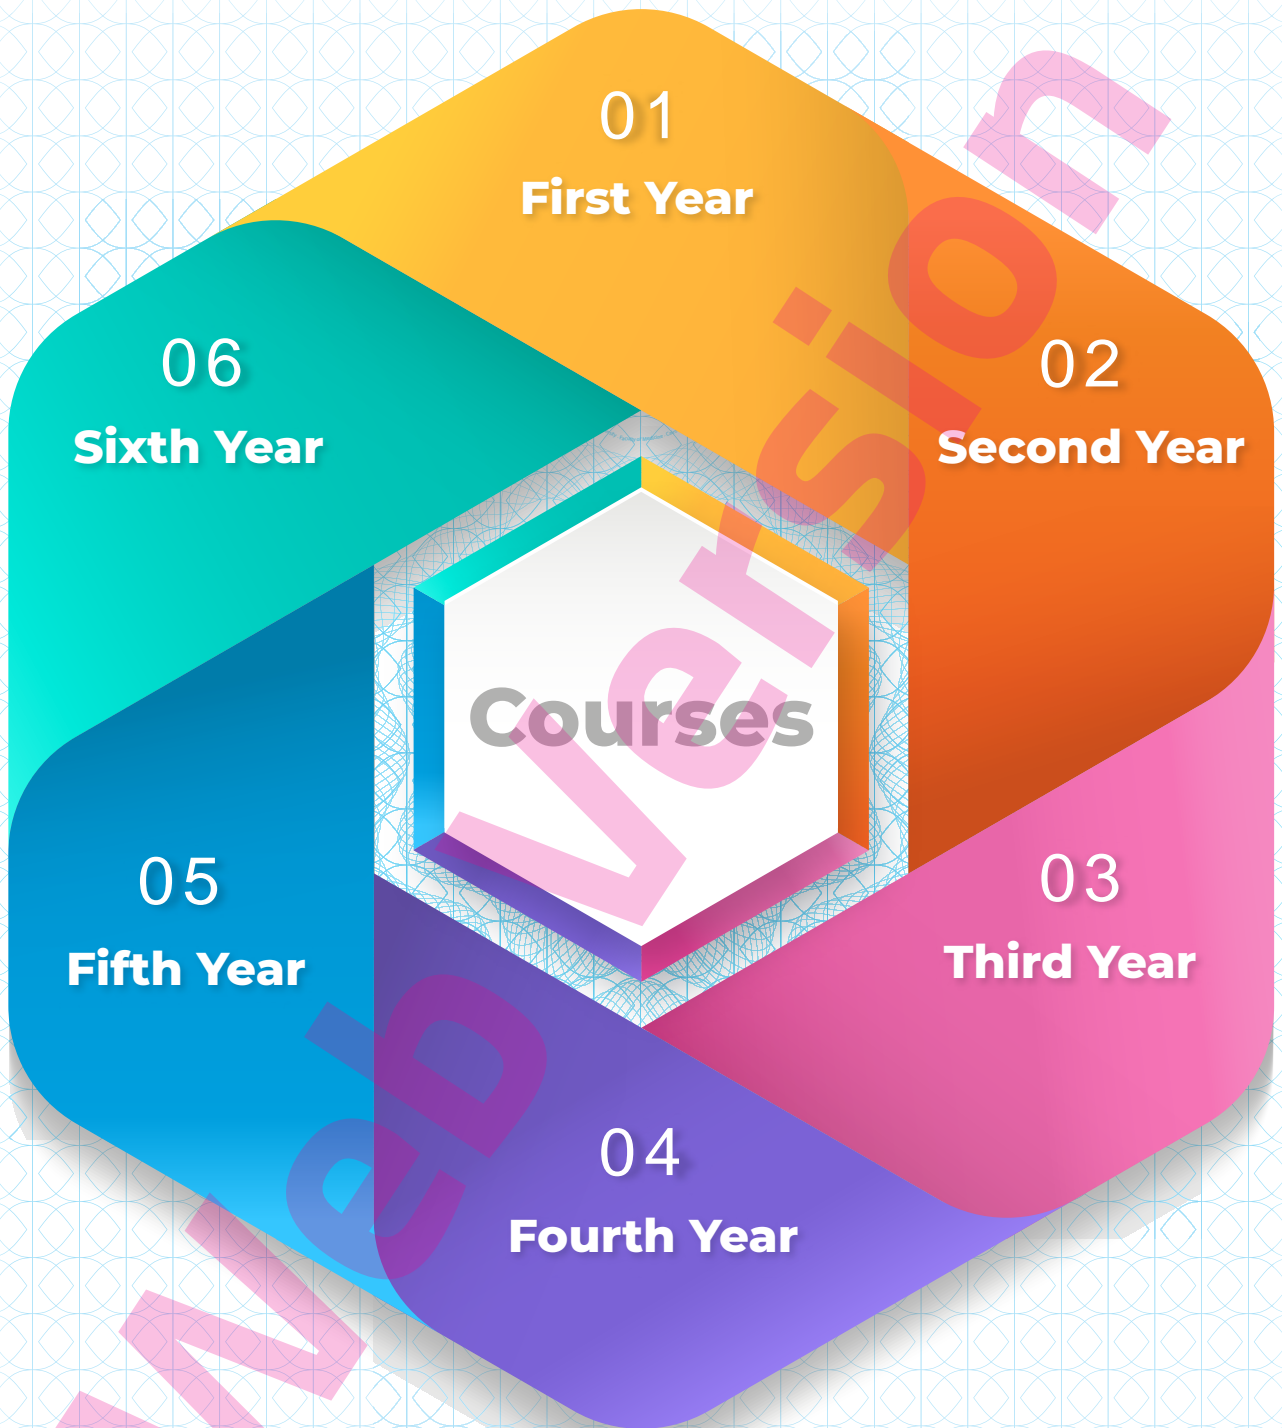 01
First Year
02
Second Year
03
Third Year
04
Fourth Year
05
Fifth Year
06
Sixth Year
Courses
Web Version